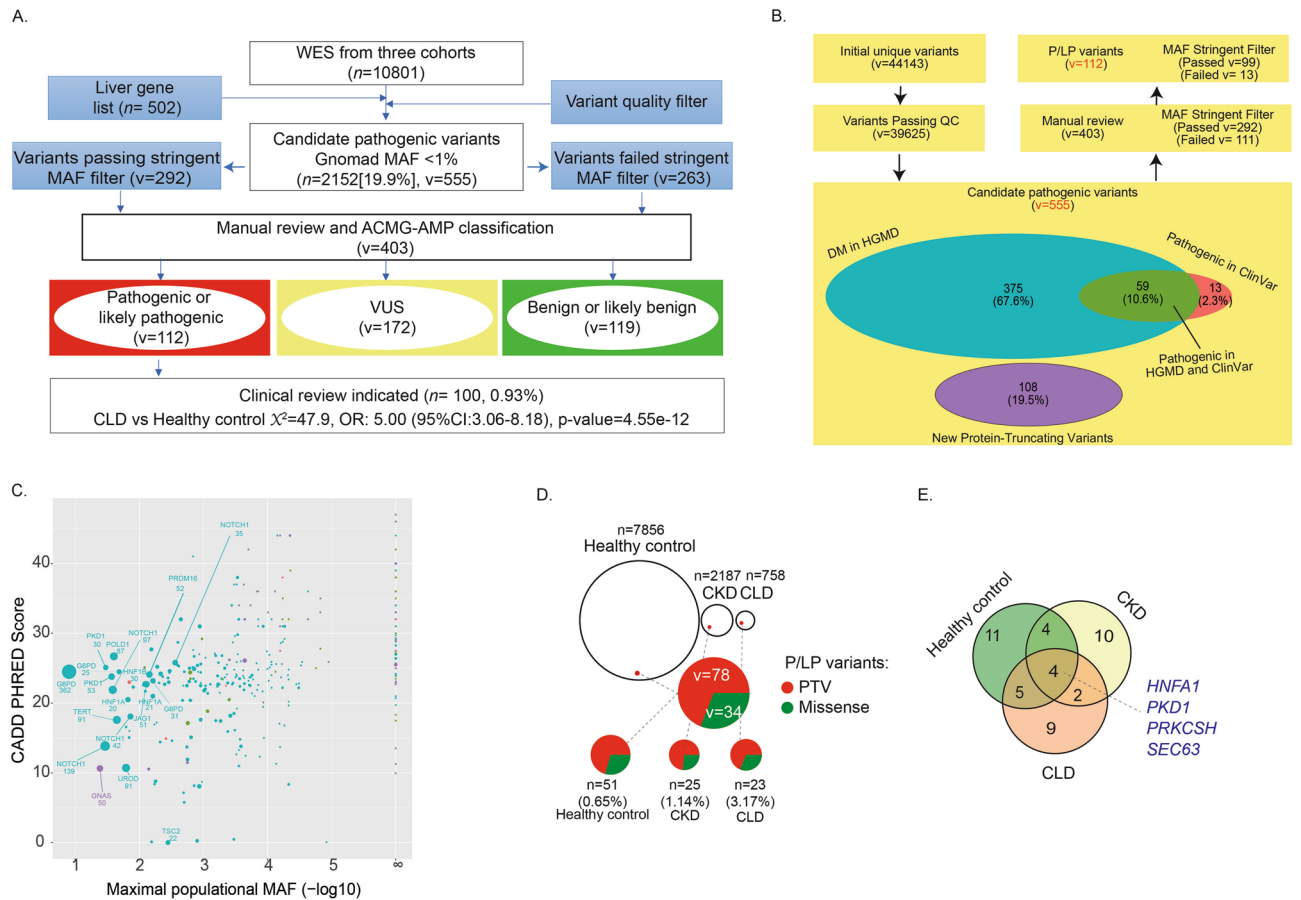 A.
WES from three cohorts
(n=10801)
Liver gene
list (n= 502)
Variant quality filter
Candidate pathogenic variants
Gnomad MAF <1%
(n=2152[19.9%], v=555)
Variants passing stringent
MAF filter (v=292)
Variants failed stringent
MAF filter (v=263)
Manual review and ACMG-AMP classification
(v=403)
Pathogenic or
likely pathogenic
(v=112)
VUS
(v=172)
Benign or likely benign
(v=119)
Clinical review indicated (n= 100, 0.93%)
CLD vs Healthy control X²=47.9, OR: 5.00 (95%CI:3.06-8.18), p-value=4.55e-12
B.
Initial unique variants
(v=44143)
P/LP variants
(v=112)
MAF Stringent Filter
(Passed v=99)
(Failed v= 13)
Variants Passing QC
(v=39625)
Manual review
(v=403)
MAF Stringent Filter
(Passed v=292)
(Failed v= 111)
Candidate pathogenic variants
(v=555)
DM in HGMD
Pathogenic in ClinVar
375
(67.6%)
59
(10.6%)
13
(2.3%)
Pathogenic in
HGMD and ClinVar
108
(19.5%)
New Protein-Truncating Variants
C.
CADD PHRED Score
40
30
20
10
0
NOTCH1
35
PRDM16
52
NOTCH1
97
PKD1
30
POLD1
87
G6PD
25
G6PD
362
PKD1
53
HNF1B
30
HNF1A
20
HNF1A
21
G6PD
31
TERT
91
JAG1
51
NOTCH1
42
NOTCH1
139
UROD
91
GNAS
50
TSC2
22
1
2
3
4
5
∞
Maximal populational MAF (−log10)
D.
n=7856
Healthy control
n=2187
CKD
n=758
CLD
v=78
v=34
P/LP variants:
PTV
Missense
n=51
(0.65%)
Healthy control
n=25
(1.14%)
CKD
n=23
(3.17%)
CLD
E.
Healthy control
CKD
11
4
10
4
5
2
9
CLD
HNFA1
PKD1
PRKCSH
SEC63